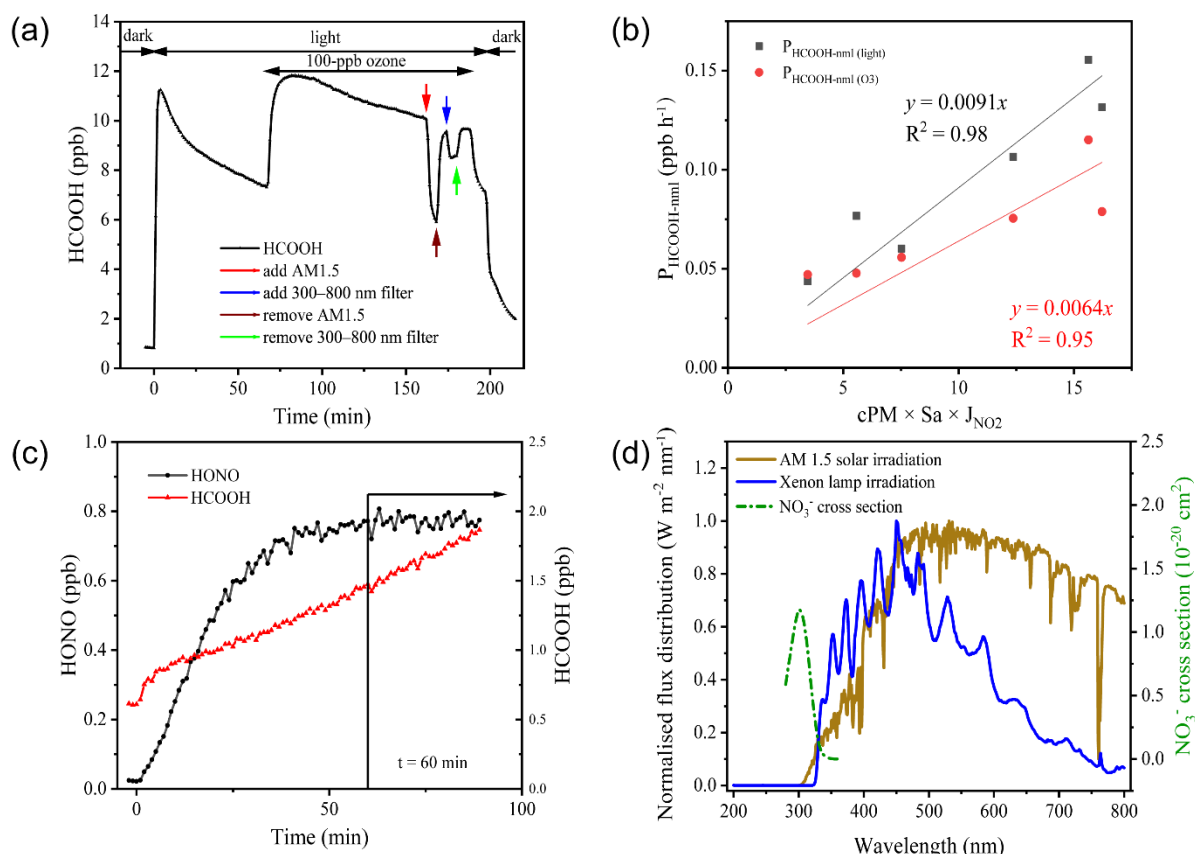 (a)
dark
light
dark
100-ppb ozone
14
12
10
8
6
4
2
0
HCOOH (ppb)
HCOOH
add AM1.5
add 300–800 nm filter
remove AM1.5
remove 300–800 nm filter
0 50 100 150 200
Time (min)
(b)
P_HCOOH-nml (light)
P_HCOOH-nml (O3)
y = 0.0091x
R² = 0.98
y = 0.0064x
R² = 0.95
0.15
0.10
0.05
0.00
P_HCOOH-nml (ppb h⁻¹)
0 5 10 15
cPM × Sa × J_NO2
(c)
HONO
HCOOH
1.0
0.8
0.6
0.4
0.2
0.0
HONO (ppb)
2.5
2.0
1.5
1.0
0.5
0.0
HCOOH (ppb)
t = 60 min
0 50 100
Time (min)
(d)
AM 1.5 solar irradiation
Xenon lamp irradiation
NO₃⁻ cross section
1.2
1.0
0.8
0.6
0.4
0.2
0.0
Normalised flux distribution (W m⁻² nm⁻¹)
2.5
2.0
1.5
1.0
0.5
0.0
NO₃⁻ cross section (10⁻²⁰ cm²)
200 300 400 500 600 700 800
Wavelength (nm)